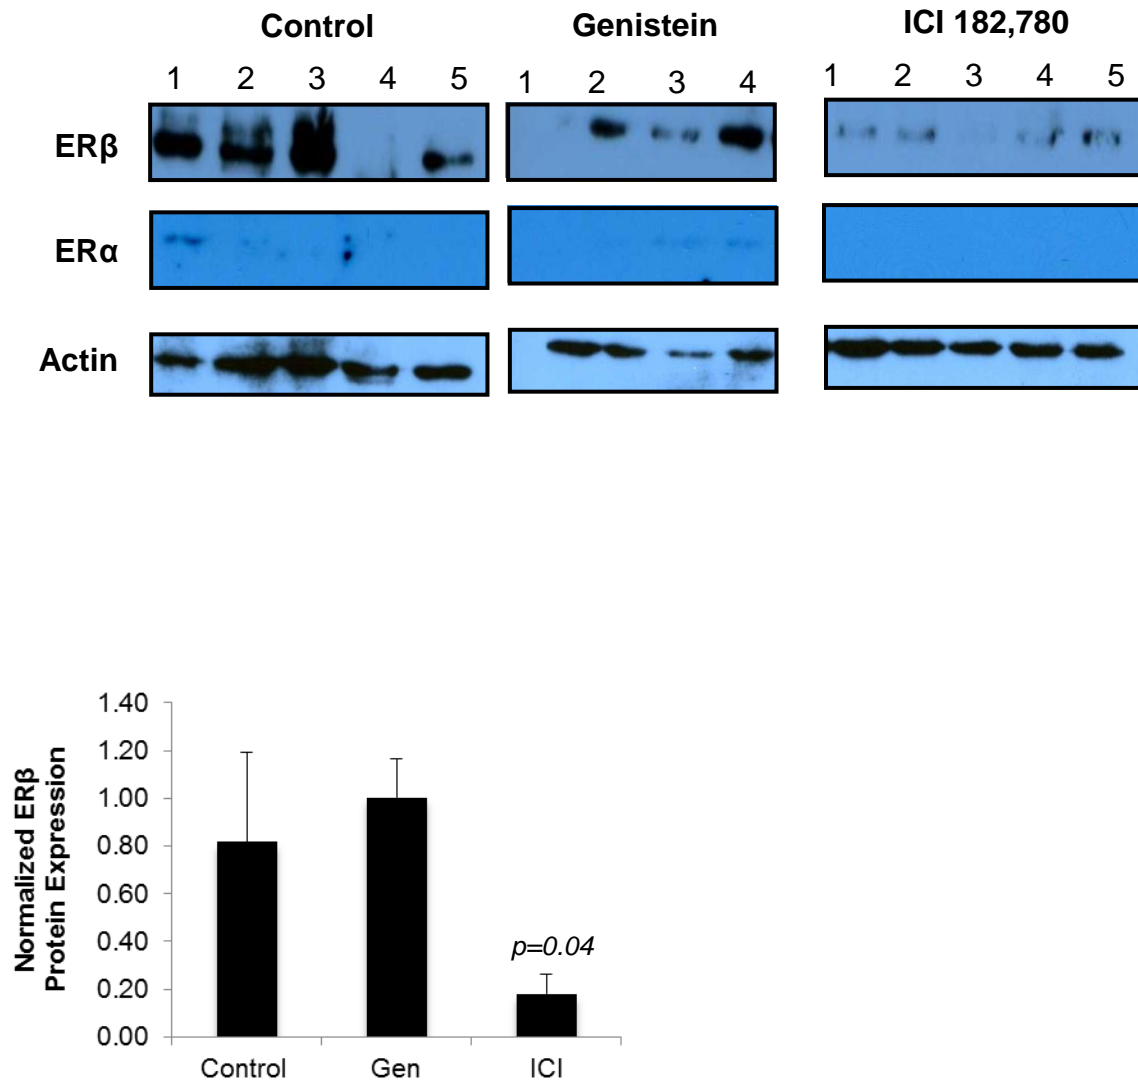 Control Genistein ICI 182,780
1 2 3 4 5 1 2 3 4 1 2 3 4 5
ERβ
ERα
Actin
1.40
1.20
1.00
0.80
0.60
0.40
0.20
0.00
Normalized ERβ
Protein Expression
p=0.04
Control Gen ICI